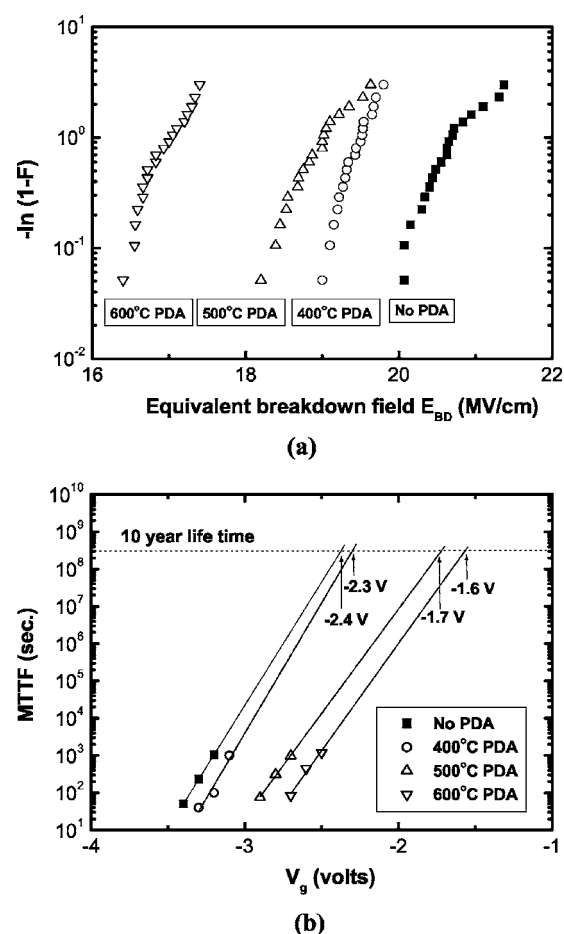 10¹
10⁰
10⁻¹
10⁻²
-ln (1-F)
600°C PDA
500°C PDA
400°C PDA
No PDA
16
18
20
22
Equivalent breakdown field E_BD (MV/cm)
(a)
10¹⁰
10⁹
10⁸
10⁷
10⁶
10⁵
10⁴
10³
10²
10¹
MTTF (sec.)
10 year life time
-2.3 V
-2.4 V
-1.6 V
-1.7 V
No PDA
400°C PDA
500°C PDA
600°C PDA
-4
-3
-2
-1
V_g (volts)
(b)